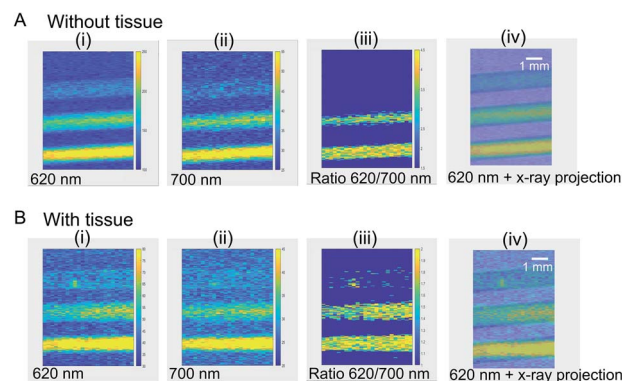 A Without tissue
(i) (ii) (iii) (iv)
1 mm
620 nm 700 nm Ratio 620/700 nm 620 nm + x-ray projection
B With tissue
(i) (ii) (iii) (iv)
1 mm
620 nm 700 nm Ratio 620/700 nm 620 nm + x-ray projection